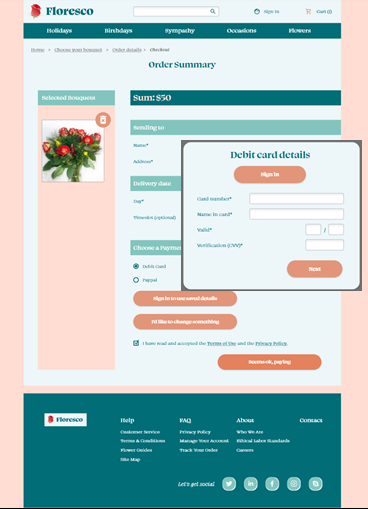 Floresco
Sign in
Cart (1)
Holidays Birthdays Sympathy Occasions Flowers
Home > Choose your bouquet > Order details > Checkout
Order Summary
Selected Bouquets
Sum: $50
Sending to
Name*
Address*
Delivery date
Day*
Timeslot (optional)
Choose a Paymen
Debit Card
Paypal
Debit card details
Sign in
Card number*
Name in card*
Valid*
/
Verification (CVV)*
Next
Sign in to use saved details
I'd like to change something
I have read and accepted the Terms of Use and the Privacy Policy.
Seems ok, paying
Floresco
Help FAQ About Contact
Customer Service Privacy Policy Who We Are
Terms & Conditions Manage Your Account Ethical Labor Standards
Flower Guides Track Your Order Careers
Site Map
Let's get social